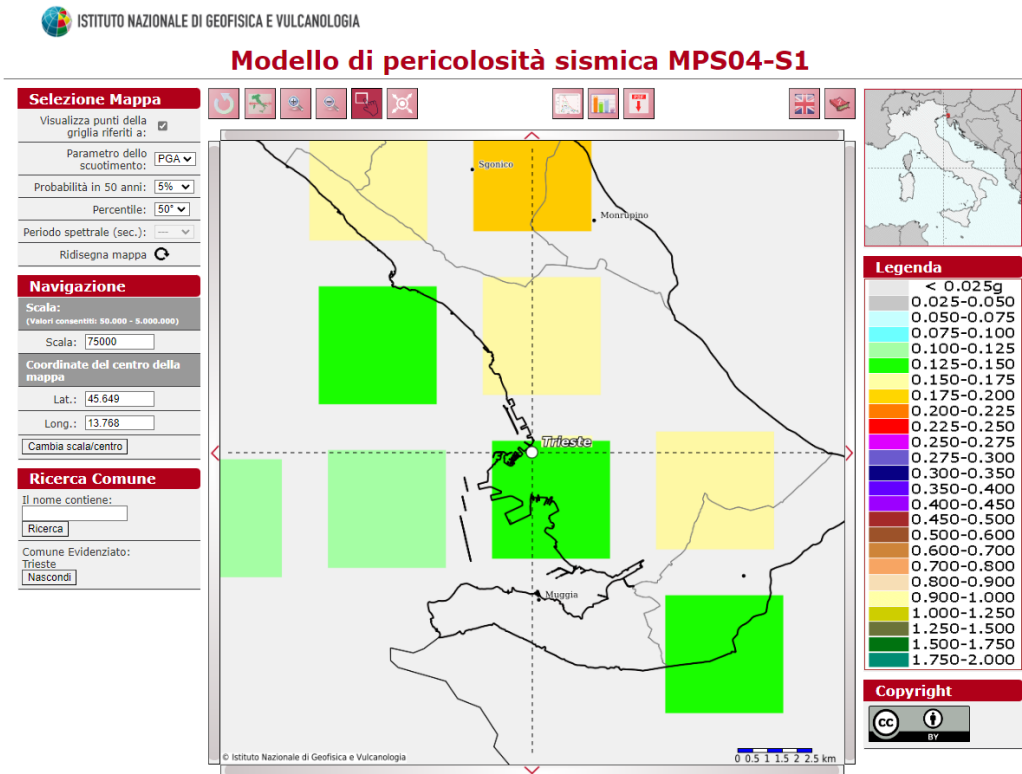 ISTITUTO NAZIONALE DI GEOFISICA E VULCANOLOGIA
Modello di pericolosità sismica MPS04-S1
Selezione Mappa
Visualizza punti della
griglia riferiti a:
Parametro dello
scuotimento: PGA
Probabilità in 50 anni: 5%
Percentile: 50°
Periodo spettrale (sec.): ---
Ridisegna mappa
Navigazione
Scala:
(Valori consentiti: 50.000 - 5.000.000)
Scala: 75000
Coordinate del centro della
mappa
Lat.: 45.649
Long.: 13.768
Cambia scala/centro
Ricerca Comune
Il nome contiene:
Ricerca
Comune Evidenziato:
Trieste
Nascondi
PDF
Sgonico
Monrupino
Trieste
Muggia
© Istituto Nazionale di Geofisica e Vulcanologia
0 0.5 1 1.5 2 2.5 km
Legenda
< 0.025g
0.025-0.050
0.050-0.075
0.075-0.100
0.100-0.125
0.125-0.150
0.150-0.175
0.175-0.200
0.200-0.225
0.225-0.250
0.250-0.275
0.275-0.300
0.300-0.350
0.350-0.400
0.400-0.450
0.450-0.500
0.500-0.600
0.600-0.700
0.700-0.800
0.800-0.900
0.900-1.000
1.000-1.250
1.250-1.500
1.500-1.750
1.750-2.000
Copyright
cc
BY